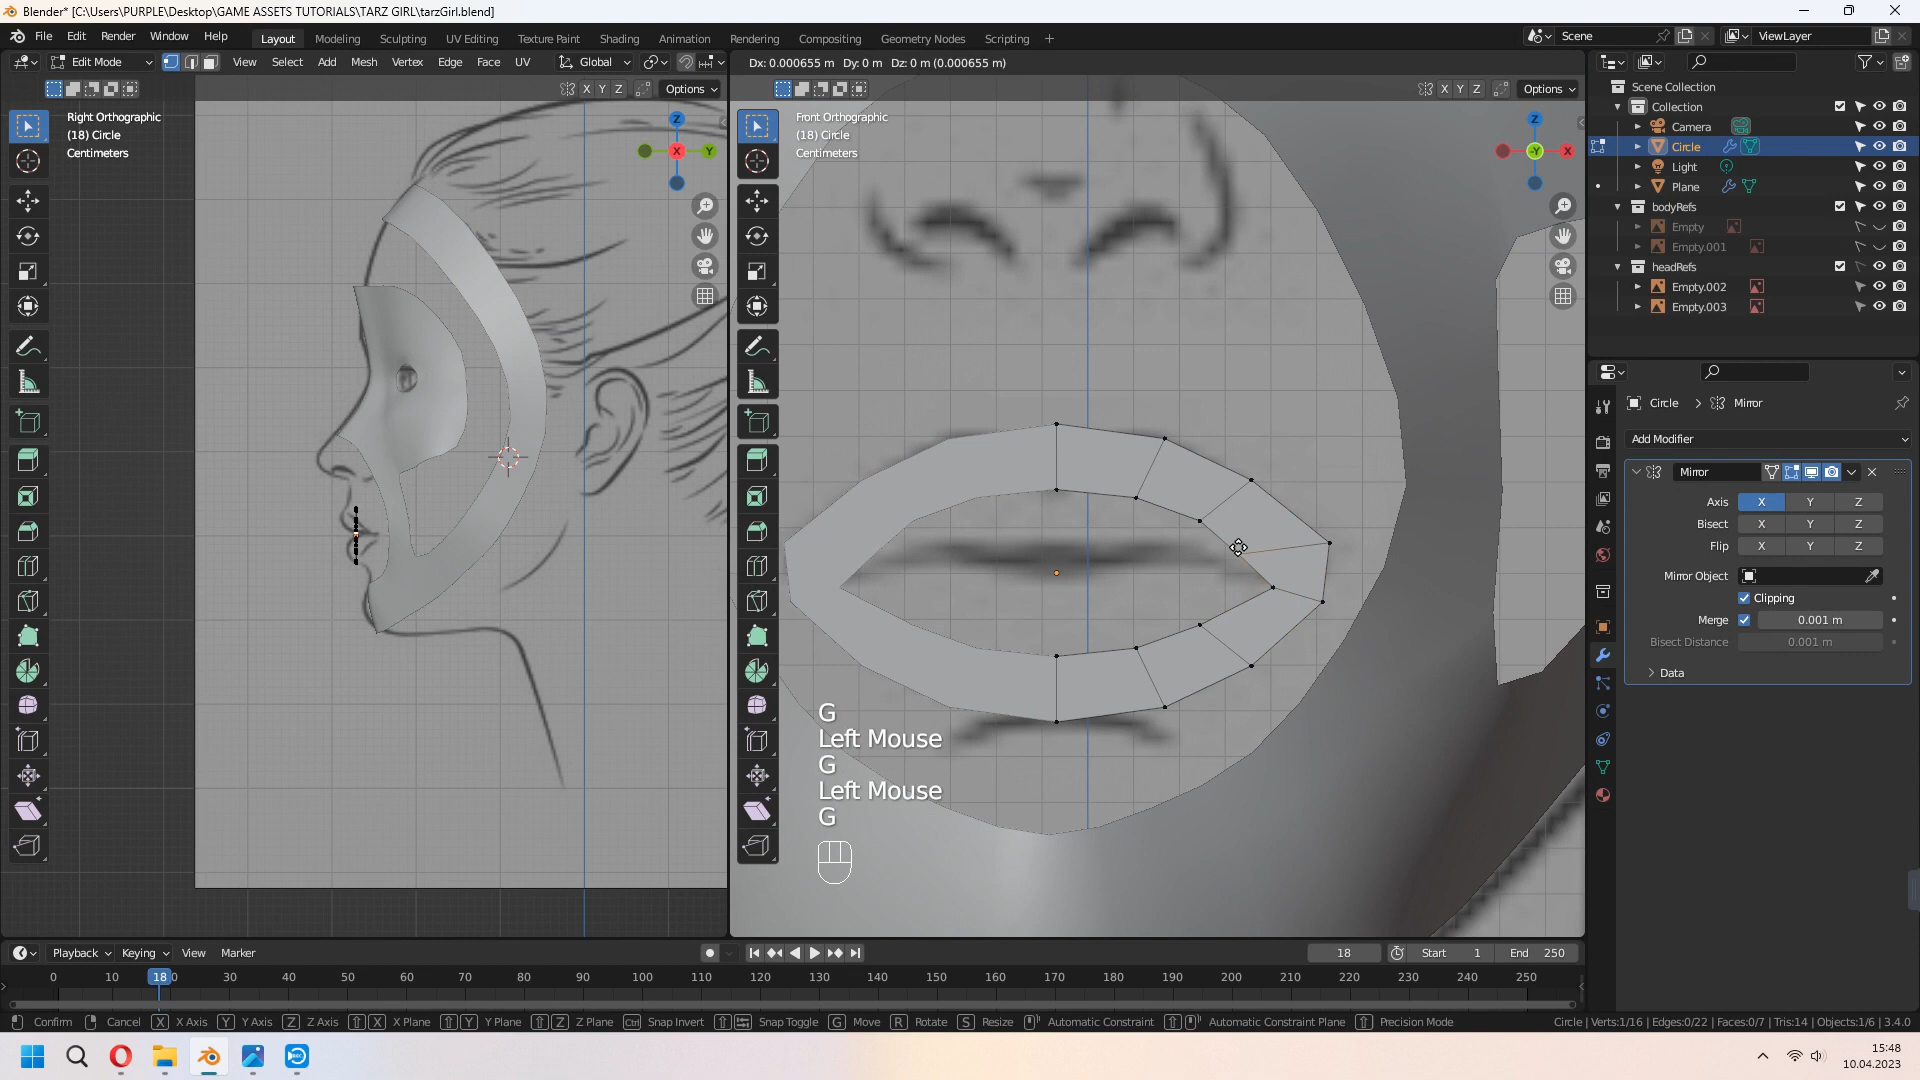 Blender* [C:\Users\PURPLE\Desktop\GAME ASSETS TUTORIALS\TARZ GIRL\tarzGirl.blend]
File Edit Render Window Help Layout Modeling Sculpting UV Editing Texture Paint Shading Animation Rendering Compositing Geometry Nodes Scripting + Scene ViewLayer
Edit Mode View Select Add Mesh Vertex Edge Face UV Global Dx: 0.000655 m Dy: 0 m Dz: 0 m (0.000655 m)
X Y Z Options X Y Z Options
Right Orthographic
(18) Circle
Centimeters
Z
X
Y
Front Orthographic
(18) Circle
Centimeters
Z
-Y
X
Scene Collection
Collection
Camera
Circle
Light
Plane
bodyRefs
Empty
Empty.001
headRefs
Empty.002
Empty.003
Circle > Mirror
Add Modifier
Mirror
Axis X Y Z
Bisect X Y Z
Flip X Y Z
Mirror Object
Clipping
Merge 0.001 m
Bisect Distance 0.001 m
Data
G
Left Mouse
G
Left Mouse
G
Playback Keying View Marker 18 Start 1 End 250
0 10 18 0 30 40 50 60 70 80 90 100 110 120 130 140 150 160 170 180 190 200 210 220 230 240 250
Confirm Cancel X X Axis Y Y Axis Z Z Axis X X Plane Y Y Plane Z Z Plane Ctrl Snap Invert Snap Toggle G Move R Rotate S Resize Automatic Constraint Automatic Constraint Plane Precision Mode Circle | Verts:1/16 | Edges:0/22 | Faces:0/7 | Tris:14 | Objects:1/6 | 3.4.0
15:48
10.04.2023